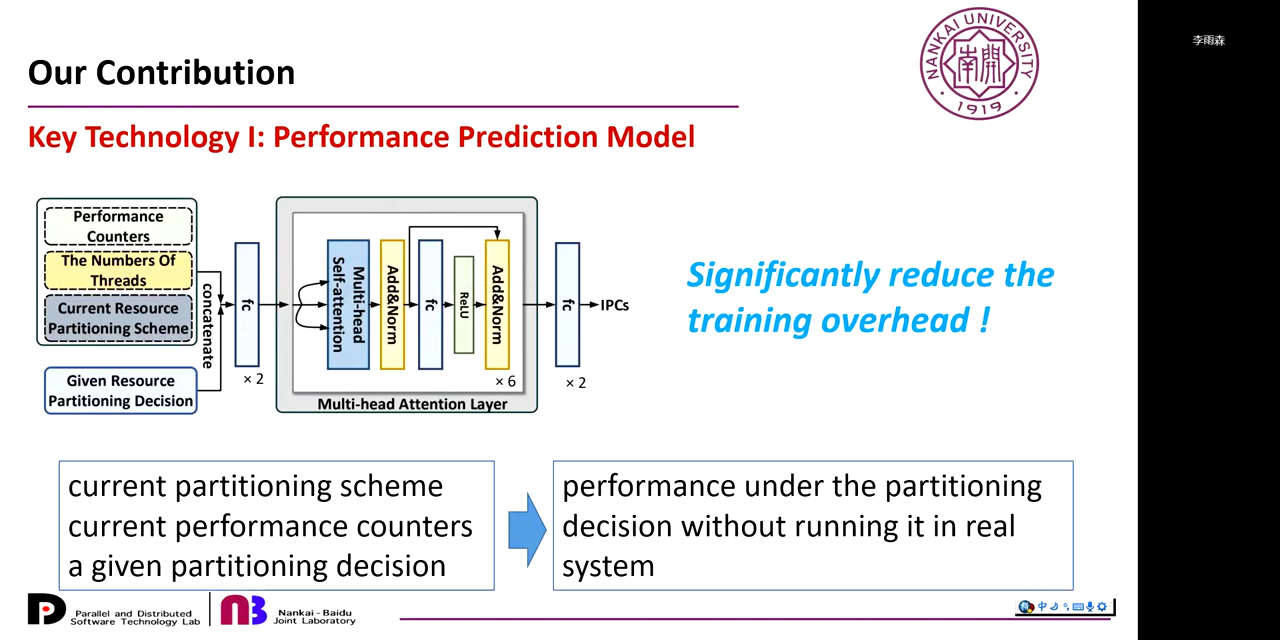 Our Contribution
NANKAI UNIVERSITY
南開
1919
李雨森
Key Technology I: Performance Prediction Model
Performance
Counters
The Numbers Of
Threads
Current Resource
Partitioning Scheme
Given Resource
Partitioning Decision
concatenate
fc
× 2
Multi-head
Self-attention
Add&Norm
fc
ReLU
Add&Norm
× 6
Multi-head Attention Layer
fc
× 2
IPCs
Significantly reduce the
training overhead !
current partitioning scheme
current performance counters
a given partitioning decision
performance under the partitioning
decision without running it in real
system
Parallel and Distributed
Software Technology Lab
Nankai-Baidu
Joint Laboratory
中